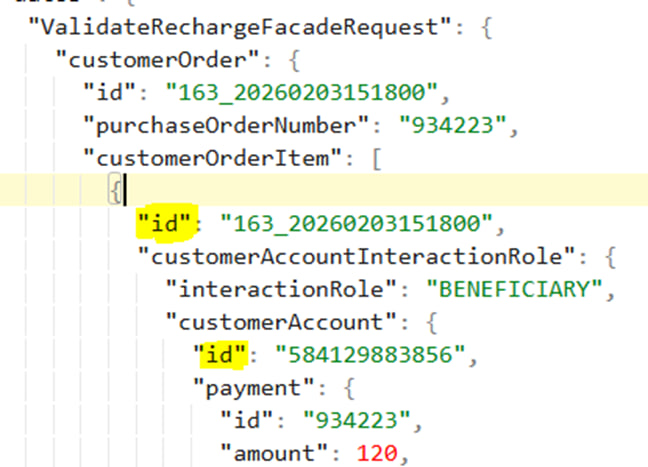 "ValidateRechargeFacadeRequest": {
"customerOrder": {
"id": "163_20260203151800",
"purchaseOrderNumber": "934223",
"customerOrderItem": [
{
"id": "163_20260203151800",
"customerAccountInteractionRole": {
"interactionRole": "BENEFICIARY",
"customerAccount": {
"id": "584129883856",
"payment": {
"id": "934223",
"amount": 120,